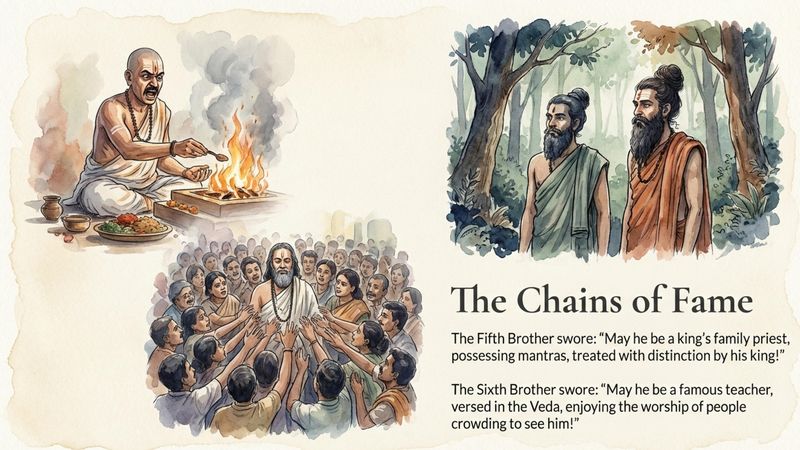 The Chains of Fame
The Fifth Brother swore: “May he be a king’s family priest,
possessing mantras, treated with distinction by his king!”
The Sixth Brother swore: “May he be a famous teacher,
versed in the Veda, enjoying the worship of people
crowding to see him!”